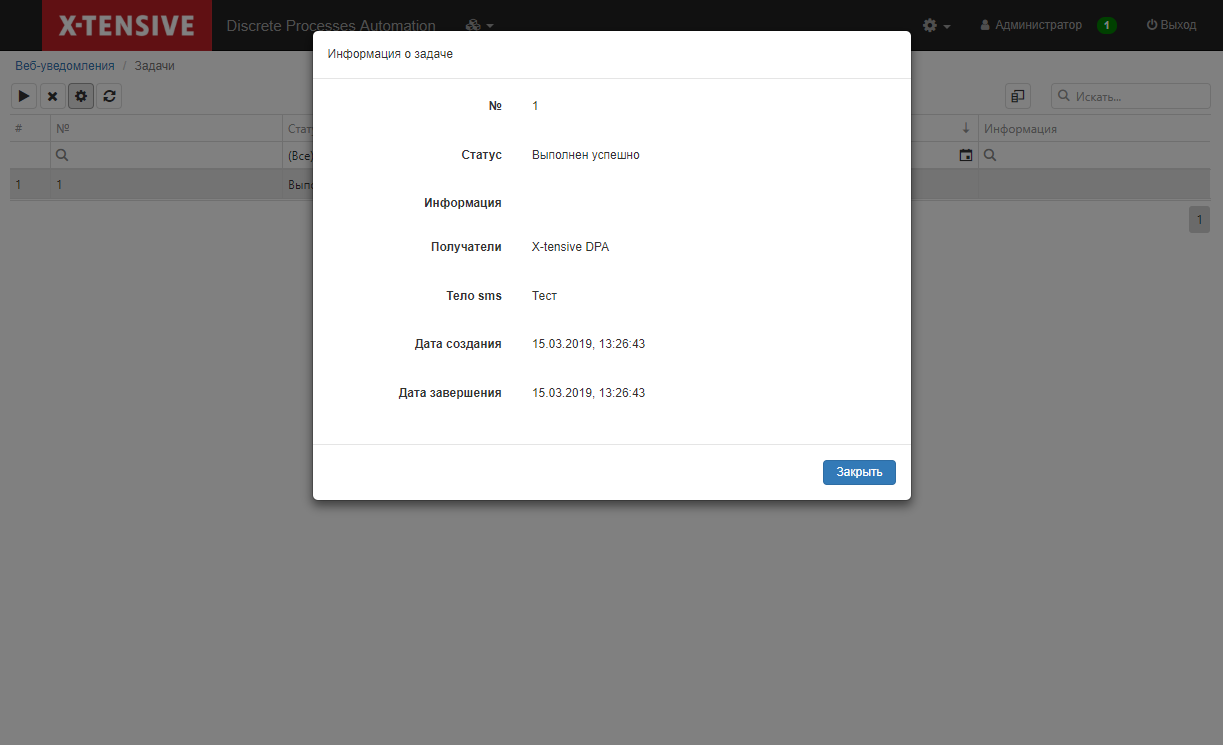 X-TENSIVE Discrete Processes Automation Администратор 1 Выход
Веб-уведомления / Задачи
Искать...
# № Стату Информация
(Все)
1 1 Выпо
1
Информация о задаче
№ 1
Статус Выполнен успешно
Информация
Получатели X-tensive DPA
Тело sms Тест
Дата создания 15.03.2019, 13:26:43
Дата завершения 15.03.2019, 13:26:43
Закрыть